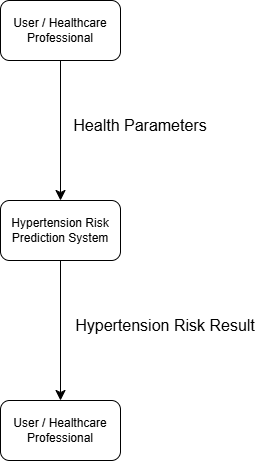 User / Healthcare
Professional
Health Parameters
Hypertension Risk
Prediction System
Hypertension Risk Result
User / Healthcare
Professional